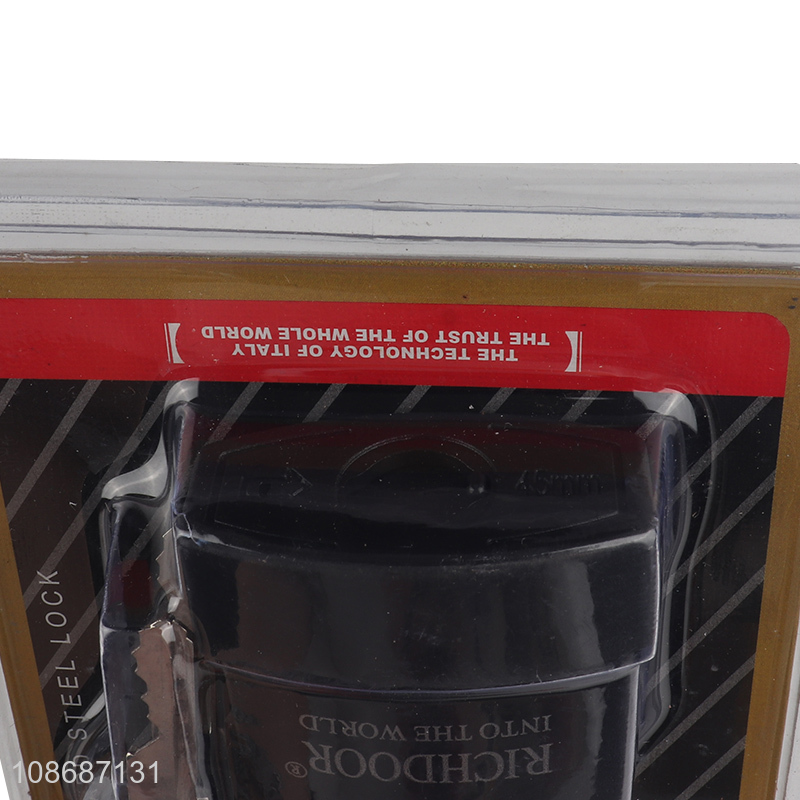 THE TECHNOLOGY OF ITALY
THE TRUST OF THE WHOLE WORLD
STEEL LOCK
RICHDOOR®
INTO THE WORLD
108687131